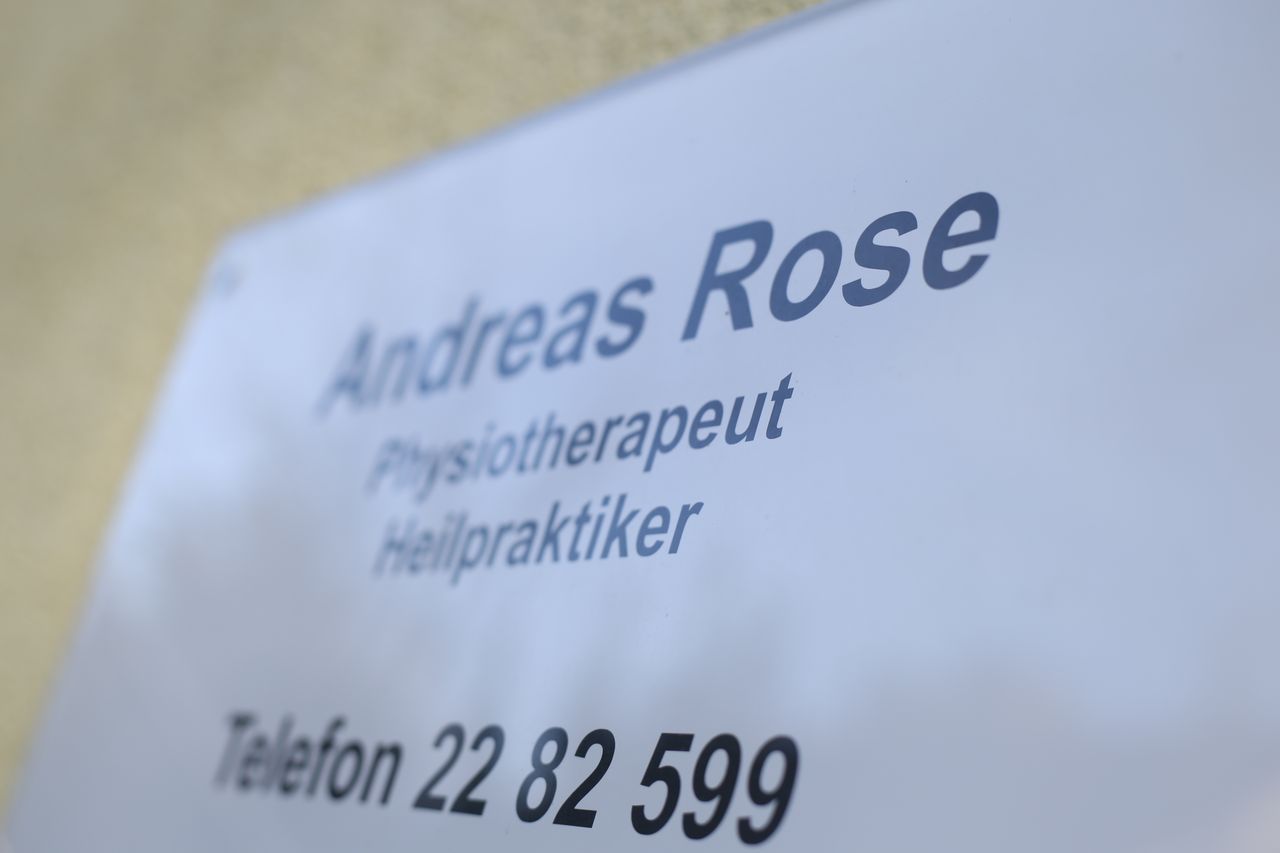 Andreas Rose
Physiotherapeut
Heilpraktiker
Telefon 22 82 599